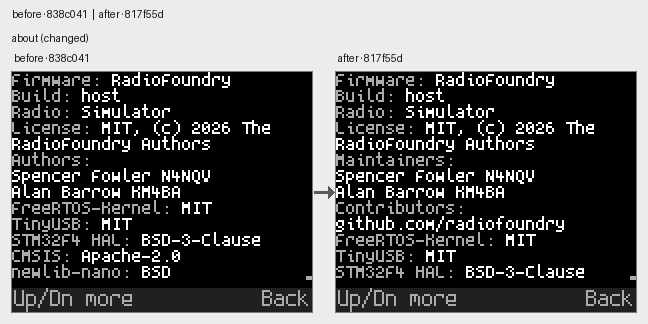 before·838c041 | after·817f55d
about (changed)
before·838c041
Firmware: RadioFoundry
Build: host
Radio: Simulator
License: MIT, (c) 2026 The
RadioFoundry Authors
Authors:
Spencer Fowler N4NQV
Alan Barrow KM4BA
FreeRTOS-Kernel: MIT
TinyUSB: MIT
STM32F4 HAL: BSD-3-Clause
CMSIS: Apache-2.0
newlib-nano: BSD
Up/Dn more Back
after·817f55d
Firmware: RadioFoundry
Build: host
Radio: Simulator
License: MIT, (c) 2026 The
RadioFoundry Authors
Maintainers:
Spencer Fowler N4NQV
Alan Barrow KM4BA
Contributors:
github.com/radiofoundry
FreeRTOS-Kernel: MIT
TinyUSB: MIT
STM32F4 HAL: BSD-3-Clause
Up/Dn more Back